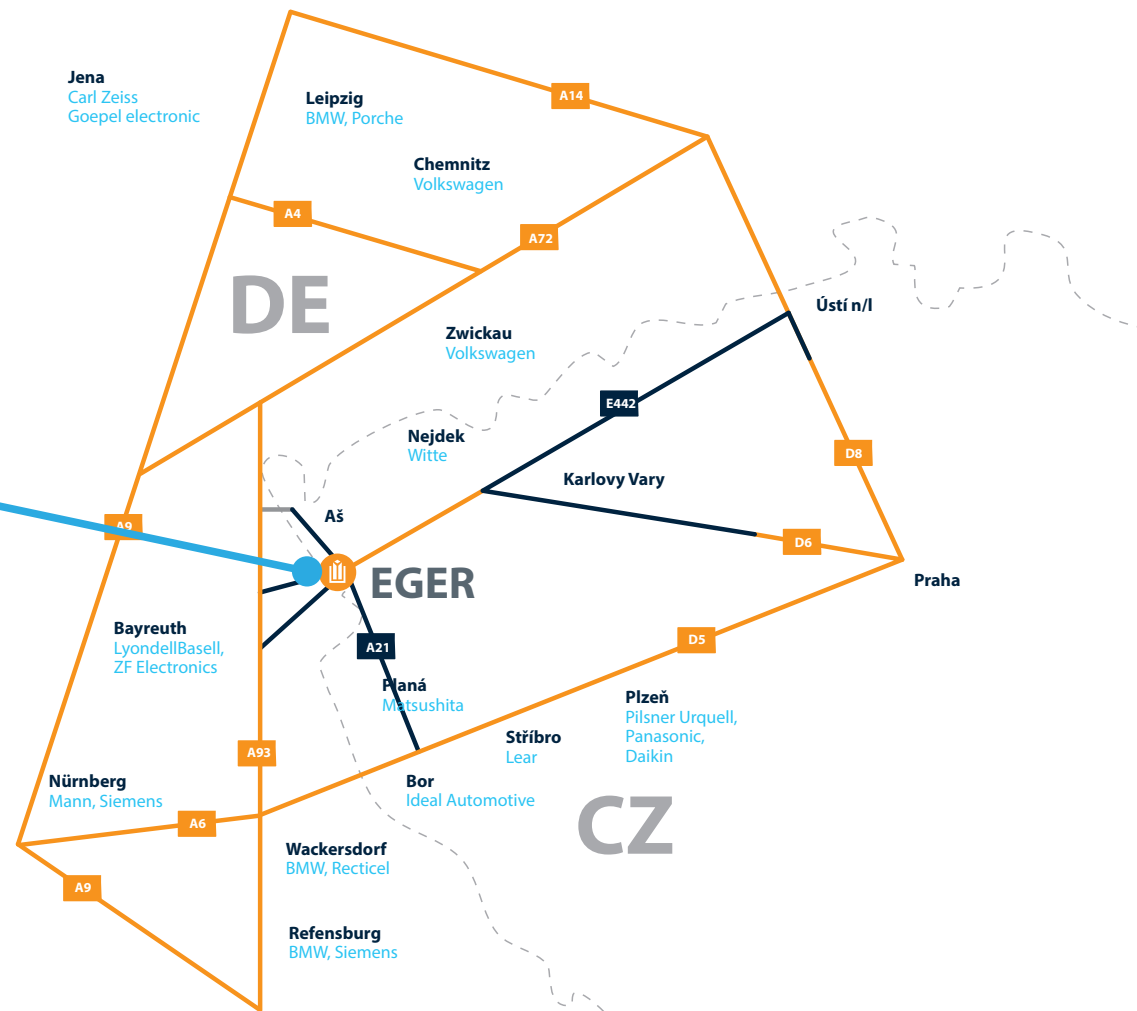 Jena
Carl Zeiss
Goepel electronic
Leipzig
BMW, Porche
A14
Chemnitz
Volkswagen
A4
A72
DE
Ústí n/l
Zwickau
Volkswagen
E442
Nejdek
Witte
D8
Karlovy Vary
Aš
A9
D6
EGER
Praha
Bayreuth
LyondellBasell,
ZF Electronics
A21
D5
Planá
Matsushita
Plzeň
Pilsner Urquell,
Panasonic,
Daikin
Stříbro
Lear
A93
Nürnberg
Mann, Siemens
Bor
Ideal Automotive
A6
CZ
Wackersdorf
BMW, Recticel
A9
Refensburg
BMW, Siemens